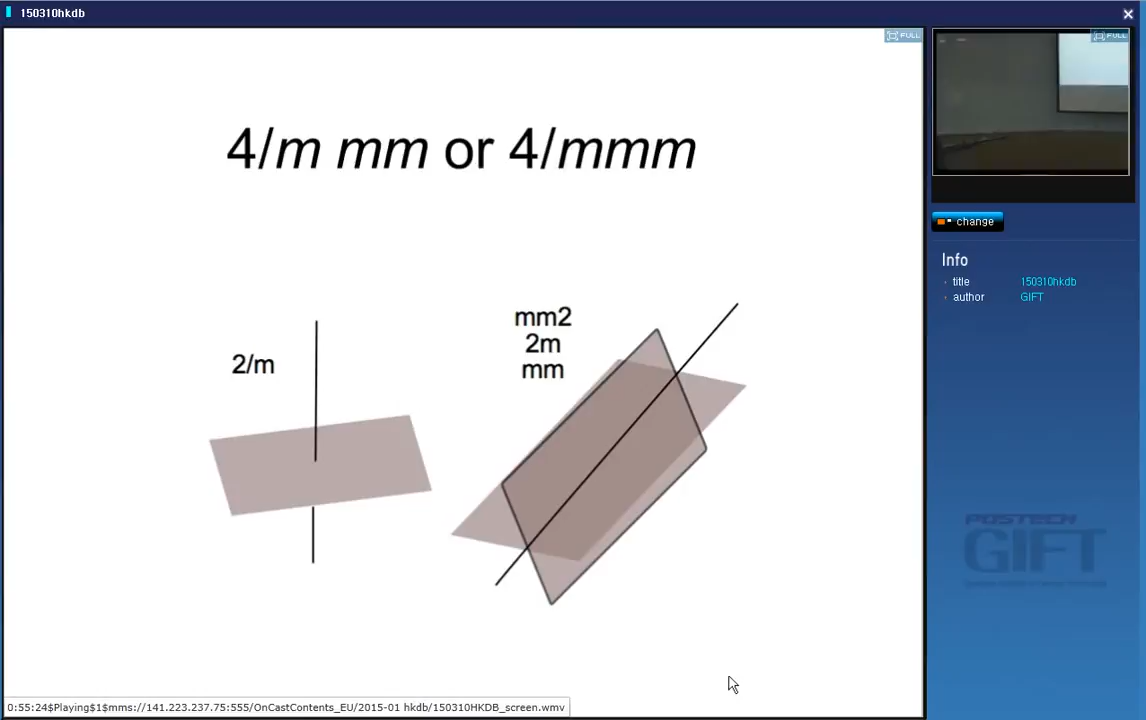 150310hkdb
FULL
FULL
4/m mm or 4/mmm
2/m
mm2
2m
mm
change
Info
title 150310hkdb
author GIFT
POSTECH
GIFT
0:55:24$Playing$1$mms://141.223.237.75:555/OnCastContents_EU/2015-01 hkdb/150310HKDB_screen.wmv